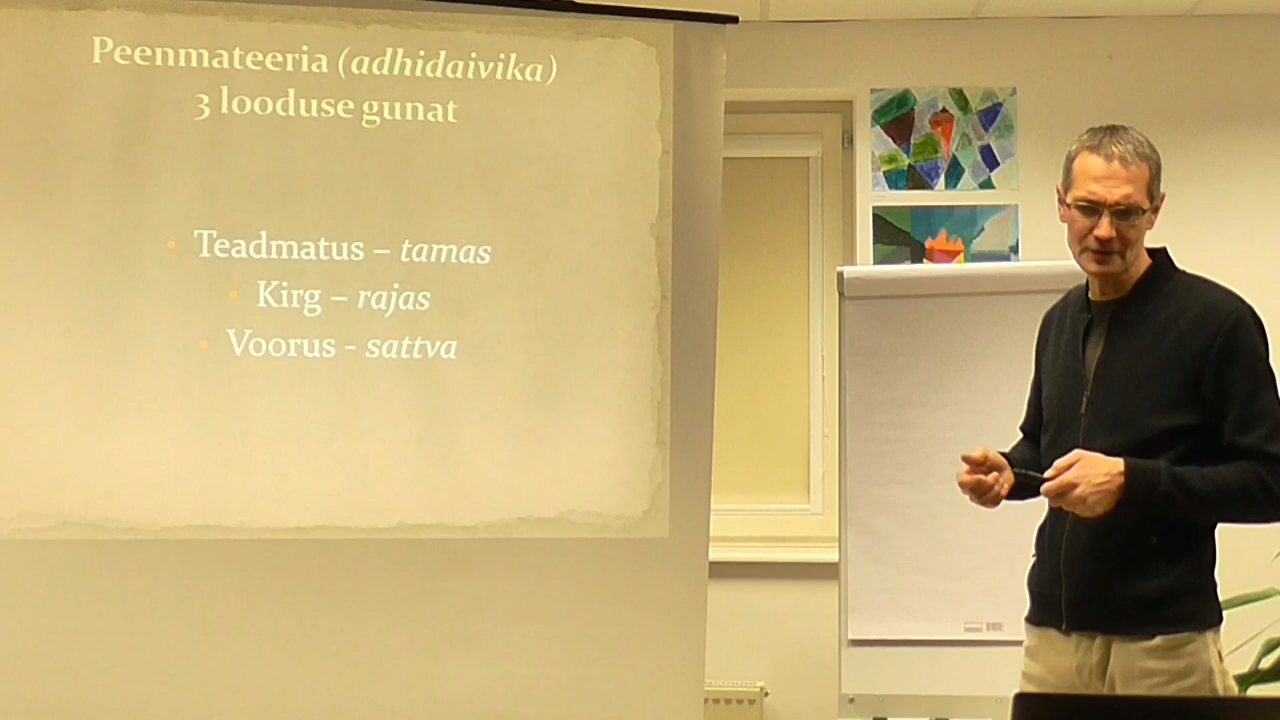 Peenmateeria (adhidaivika)
3 looduse gunat
• Teadmatus – tamas
• Kirg – rajas
• Voorus - sattva